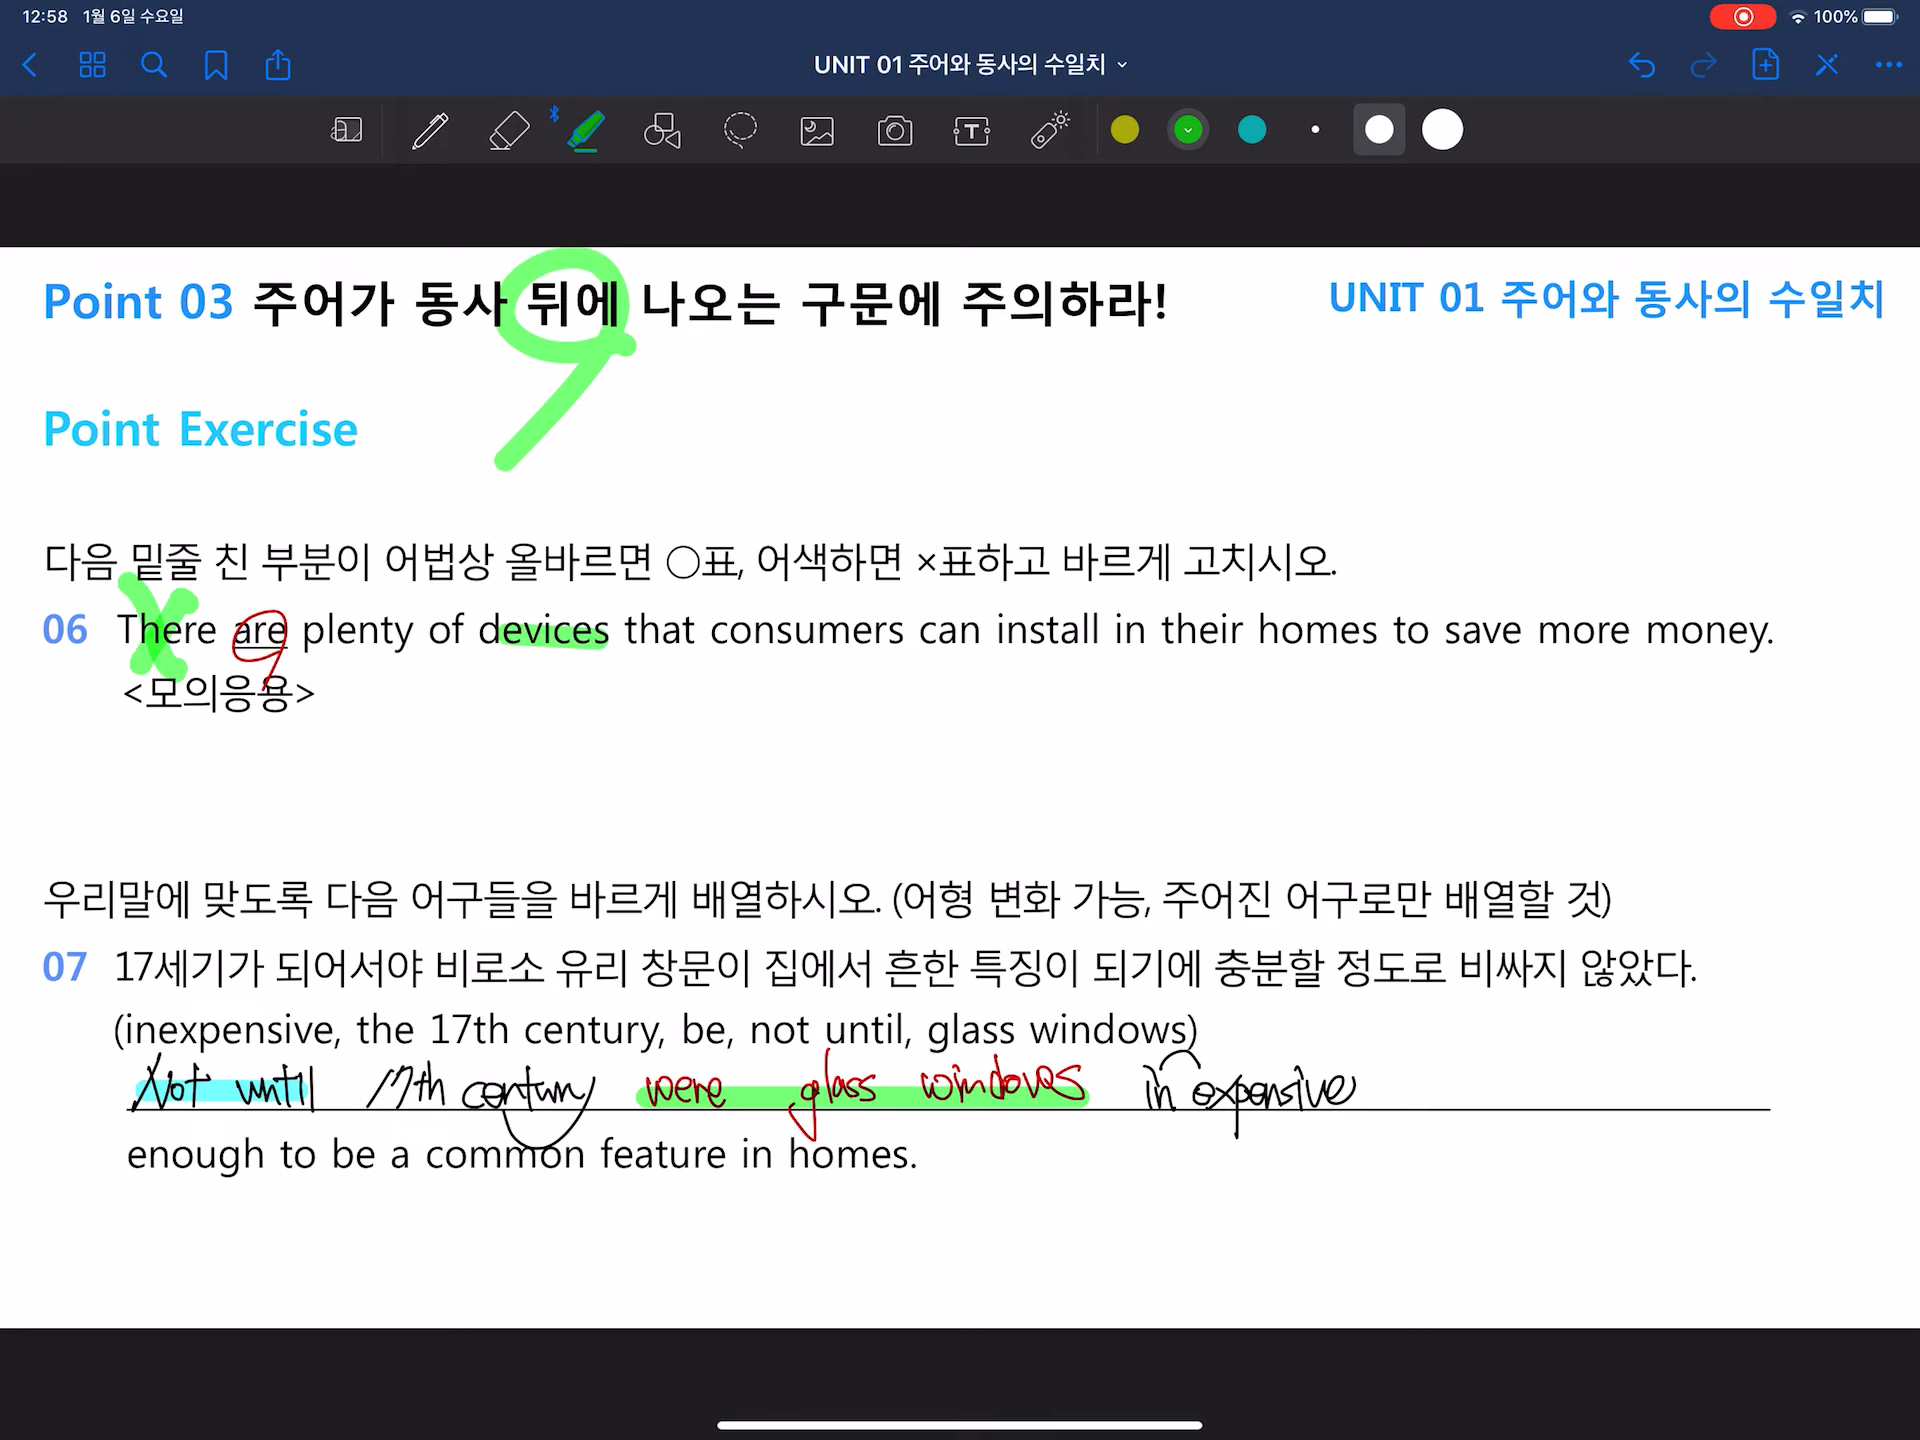 12:58 1월 6일 수요일
100%
UNIT 01 주어와 동사의 수일치
Point 03 주어가 동사 뒤에 나오는 구문에 주의하라!
UNIT 01 주어와 동사의 수일치
Point Exercise
다음 밑줄 친 부분이 어법상 올바르면 ○표, 어색하면 ×표하고 바르게 고치시오.
06 There are plenty of devices that consumers can install in their homes to save more money.
<모의응용>
우리말에 맞도록 다음 어구들을 바르게 배열하시오. (어형 변화 가능, 주어진 어구로만 배열할 것)
07 17세기가 되어서야 비로소 유리 창문이 집에서 흔한 특징이 되기에 충분할 정도로 비싸지 않았다.
(inexpensive, the 17th century, be, not until, glass windows)
Not until 17th century were glass windows inexpensive
enough to be a common feature in homes.